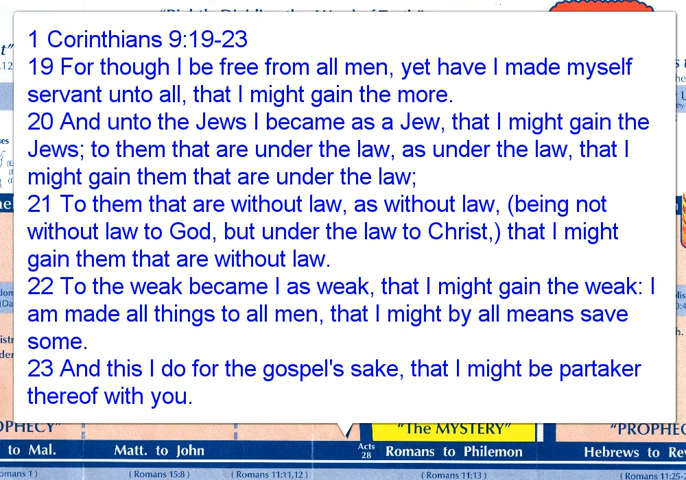 1 Corinthians 9:19-23
19 For though I be free from all men, yet have I made myself
servant unto all, that I might gain the more.
20 And unto the Jews I became as a Jew, that I might gain the
Jews; to them that are under the law, as under the law, that I
might gain them that are under the law;
21 To them that are without law, as without law, (being not
without law to God, but under the law to Christ,) that I might
gain them that are without law.
22 To the weak became I as weak, that I might gain the weak: I
am made all things to all men, that I might by all means save
some.
23 And this I do for the gospel's sake, that I might be partaker
thereof with you.
OPHECY" "The MYSTERY" "PROPHEC
to Mal. Matt. to John Acts 28 Romans to Philemon Hebrews to Rev
omans 1 ) ( Romans 15:8 ) ( Romans 11:11,12 ) ( Romans 11:13 ) ( Romans 11:25-2